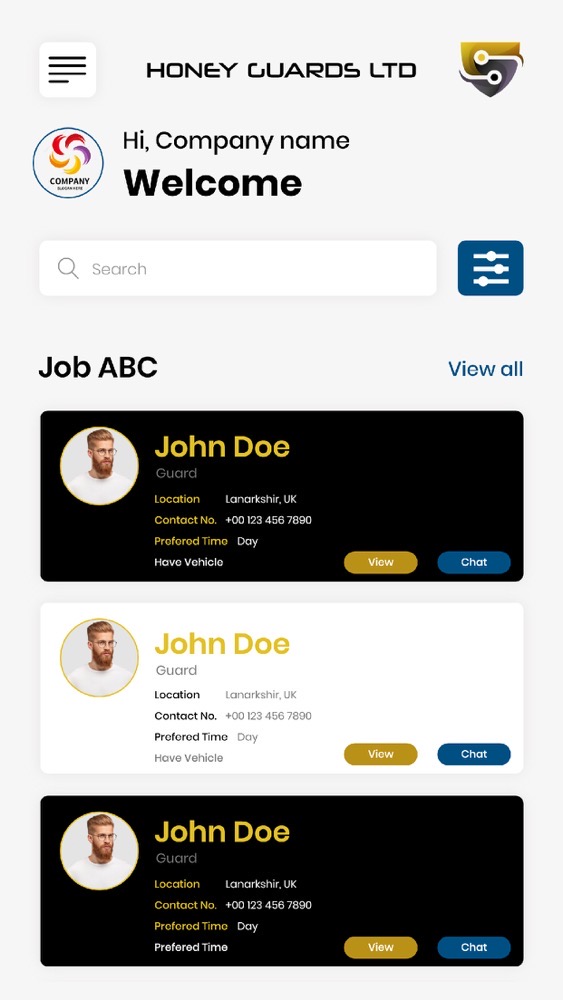 HONEY GUARDS LTD
Hi, Company name
Welcome
COMPANY
SLOGAN HERE
Search
Job ABC
View all
John Doe
Guard
Location Lanarkshir, UK
Contact No. +00 123 456 7890
Prefered Time Day
Have Vehicle
View Chat
John Doe
Guard
Location Lanarkshir, UK
Contact No. +00 123 456 7890
Prefered Time Day
Have Vehicle
View Chat
John Doe
Guard
Location Lanarkshir, UK
Contact No. +00 123 456 7890
Prefered Time Day
Prefered Time
View Chat